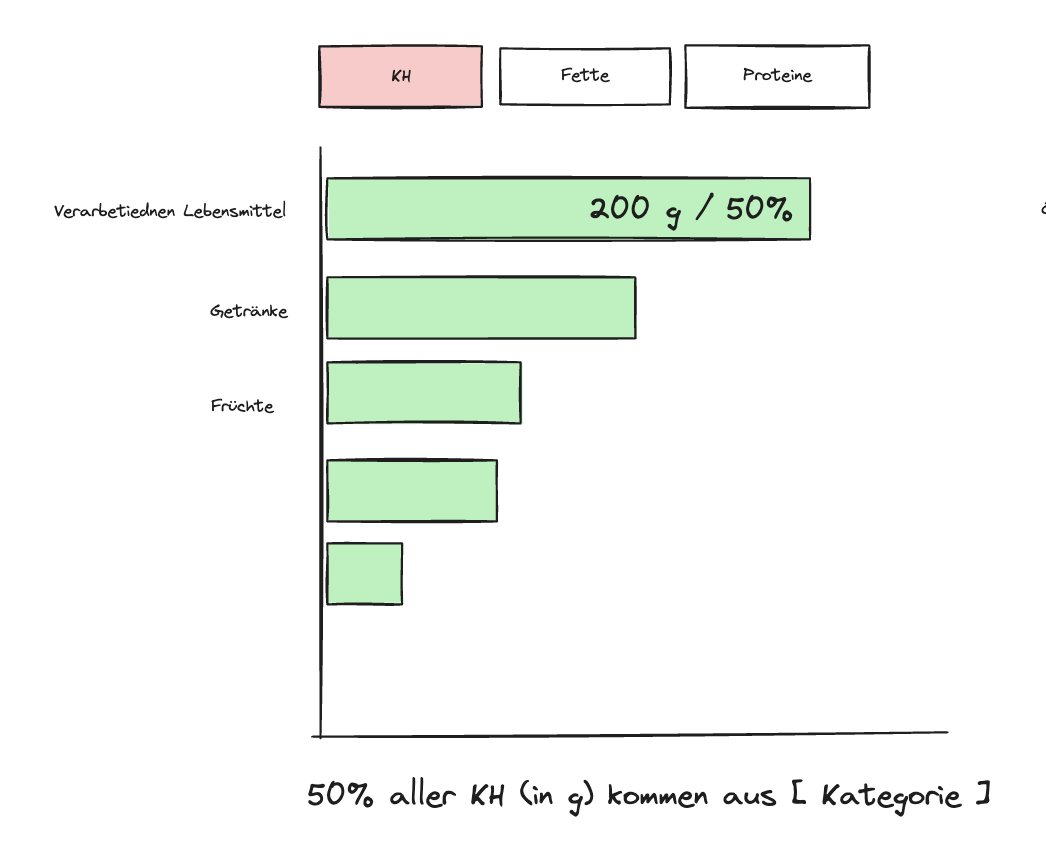 KH
Fette
Proteine
Verarbetiednen Lebensmittel
200 g / 50%
Getränke
Früchte
50% aller KH (in g) kommen aus [ Kategorie ]